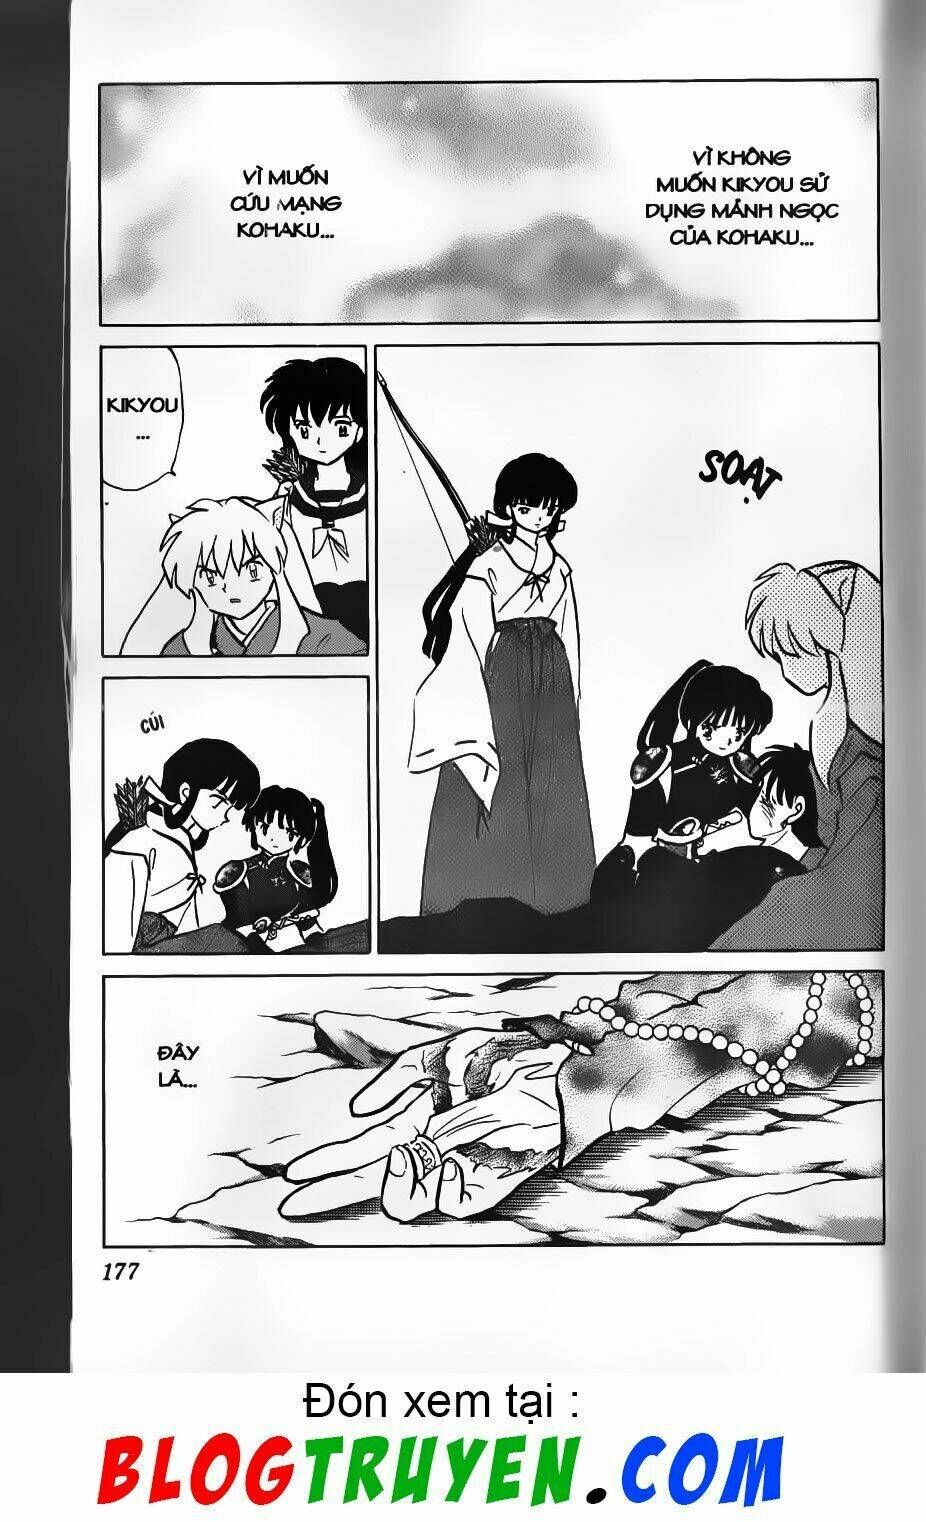 VÌ KHÔNG
MUỐN KIKYOU SỬ
DỤNG MẢNH NGỌC
CỦA KOHAKU...
VÌ MUỐN
CỨU MẠNG
KOHAKU...
SOẠT
KIKYOU
...
CÚI
ĐÂY
LÀ...
177
Đón xem tại :
BLOGTRUYEN.COM